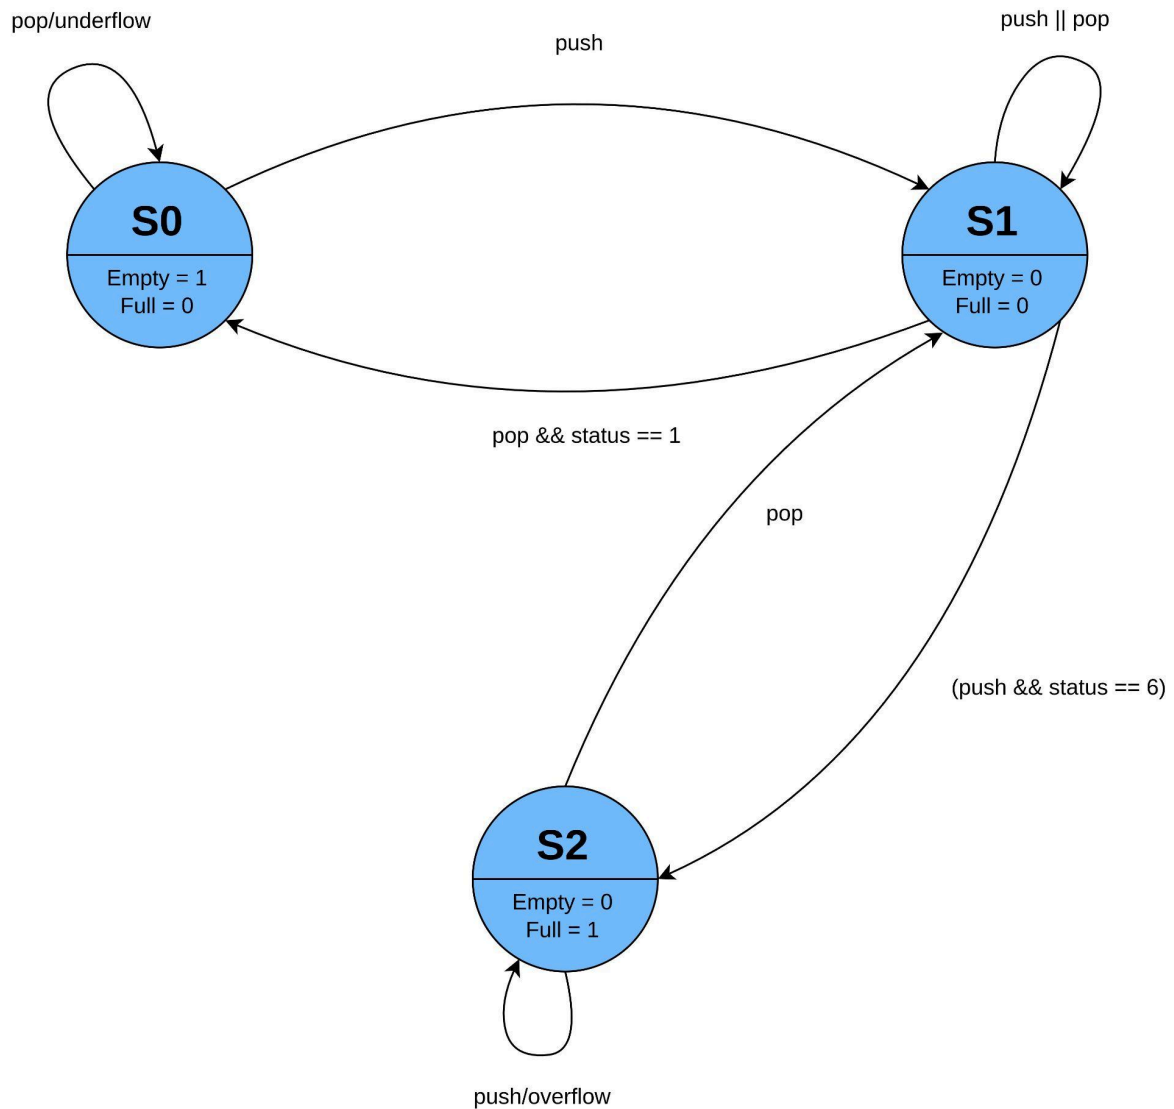 pop/underflow
push
push || pop
S0
Empty = 1
Full = 0
S1
Empty = 0
Full = 0
pop && status == 1
pop
(push && status == 6)
S2
Empty = 0
Full = 1
push/overflow